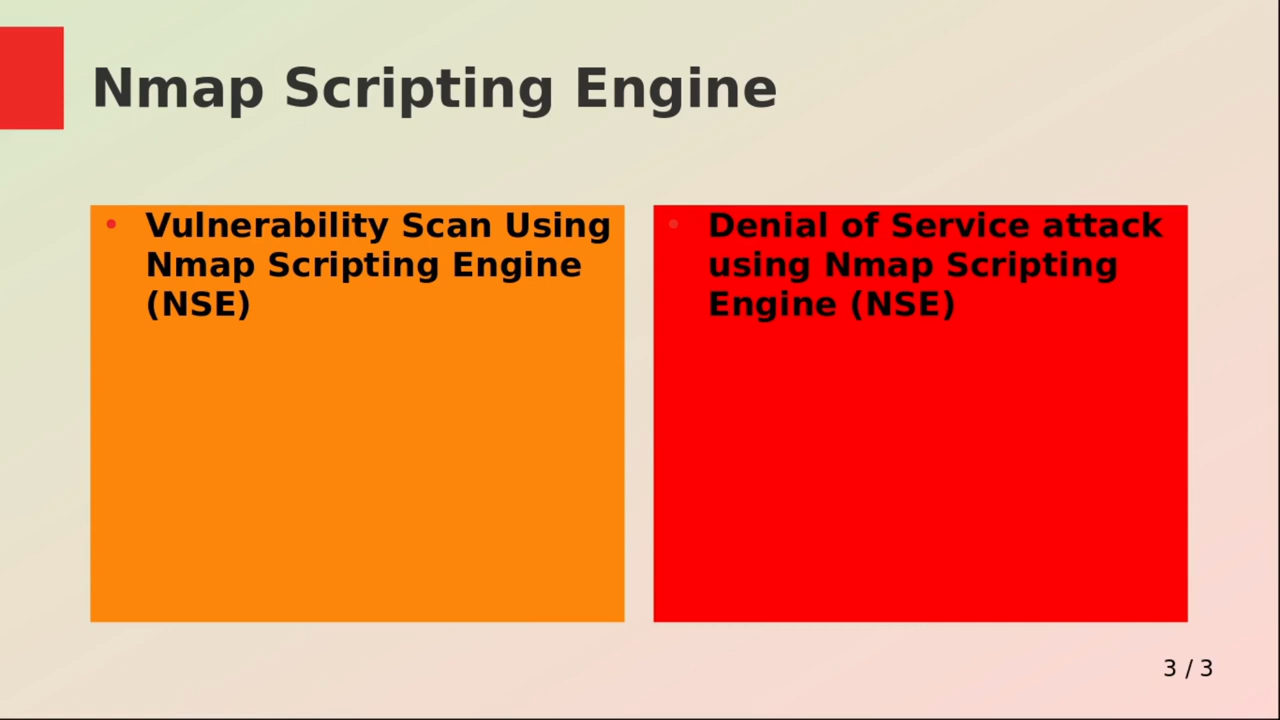 Nmap Scripting Engine
• Vulnerability Scan Using
Nmap Scripting Engine
(NSE)
• Denial of Service attack
using Nmap Scripting
Engine (NSE)
3 / 3